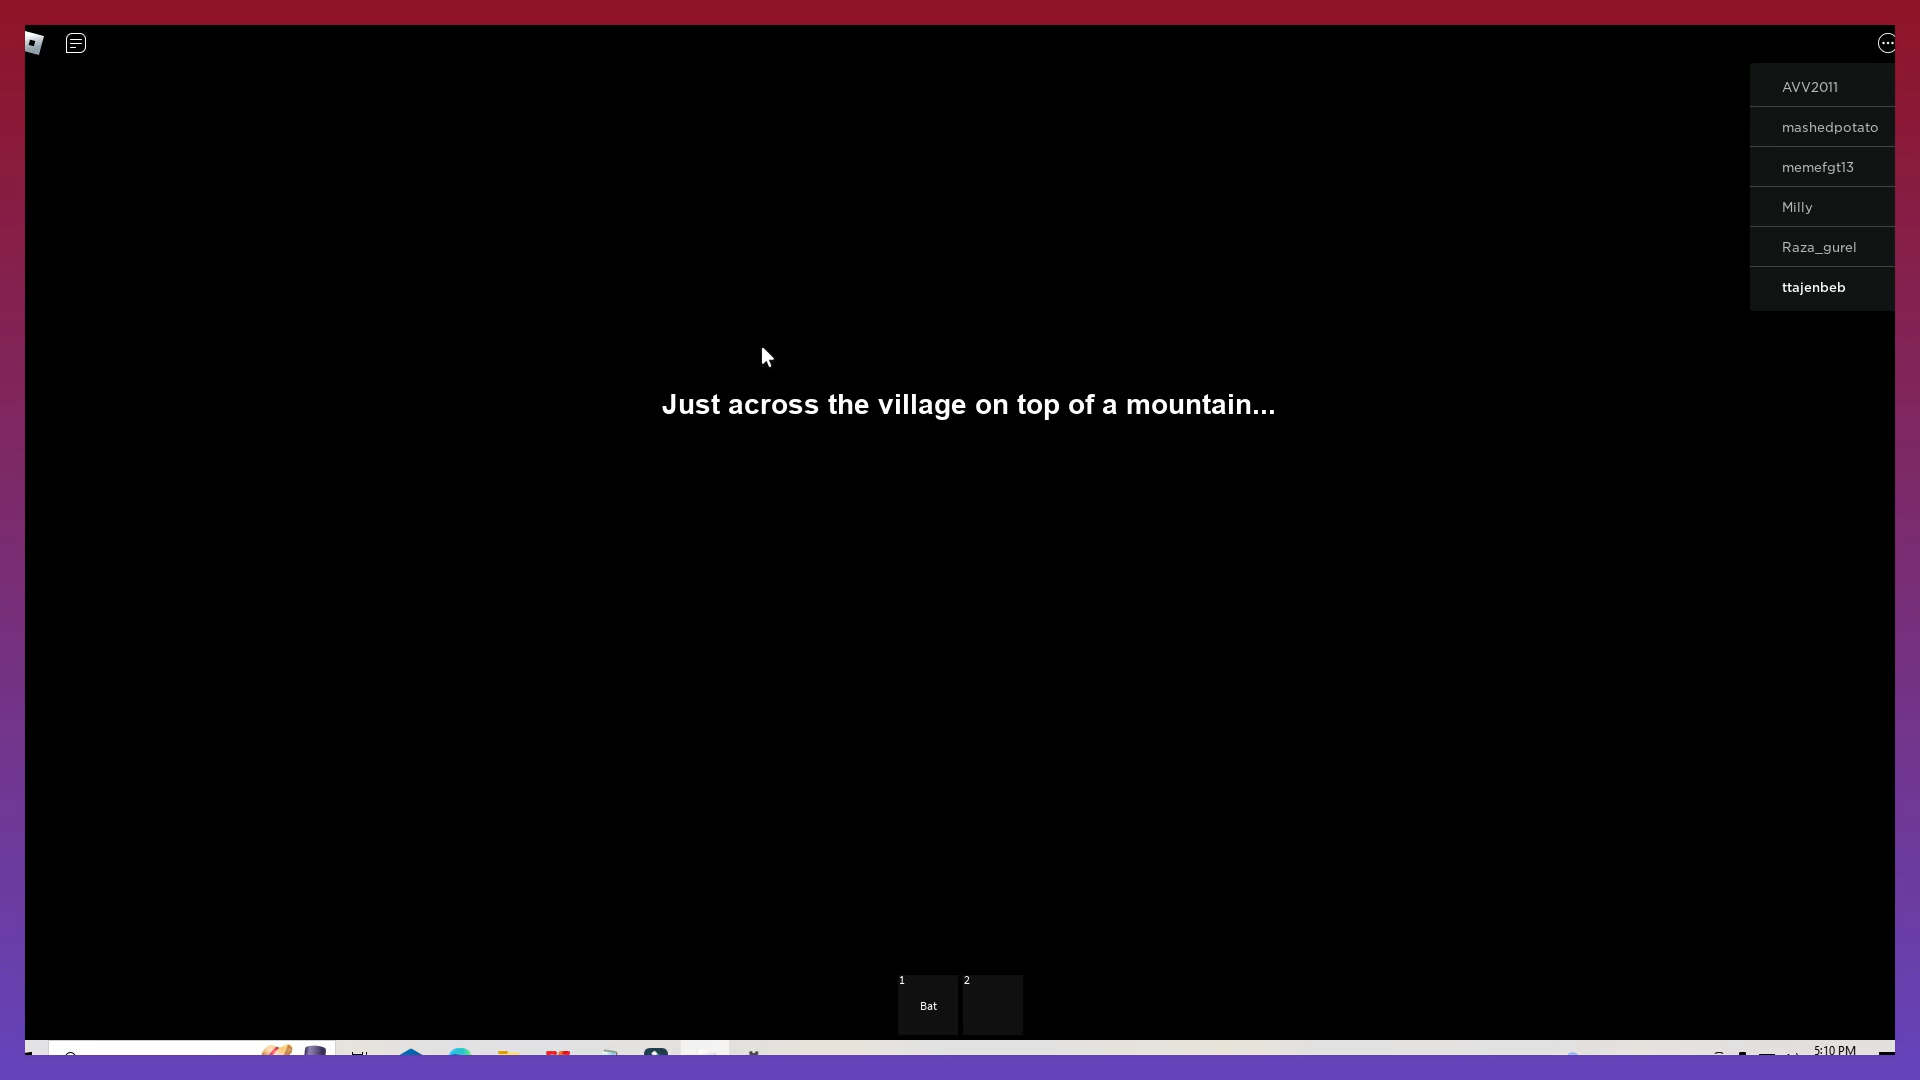 AVV2011
mashedpotato
memefgt13
Milly
Raza_gurel
ttajenbeb
Just across the village on top of a mountain...
1
2
Bat
5:10 PM